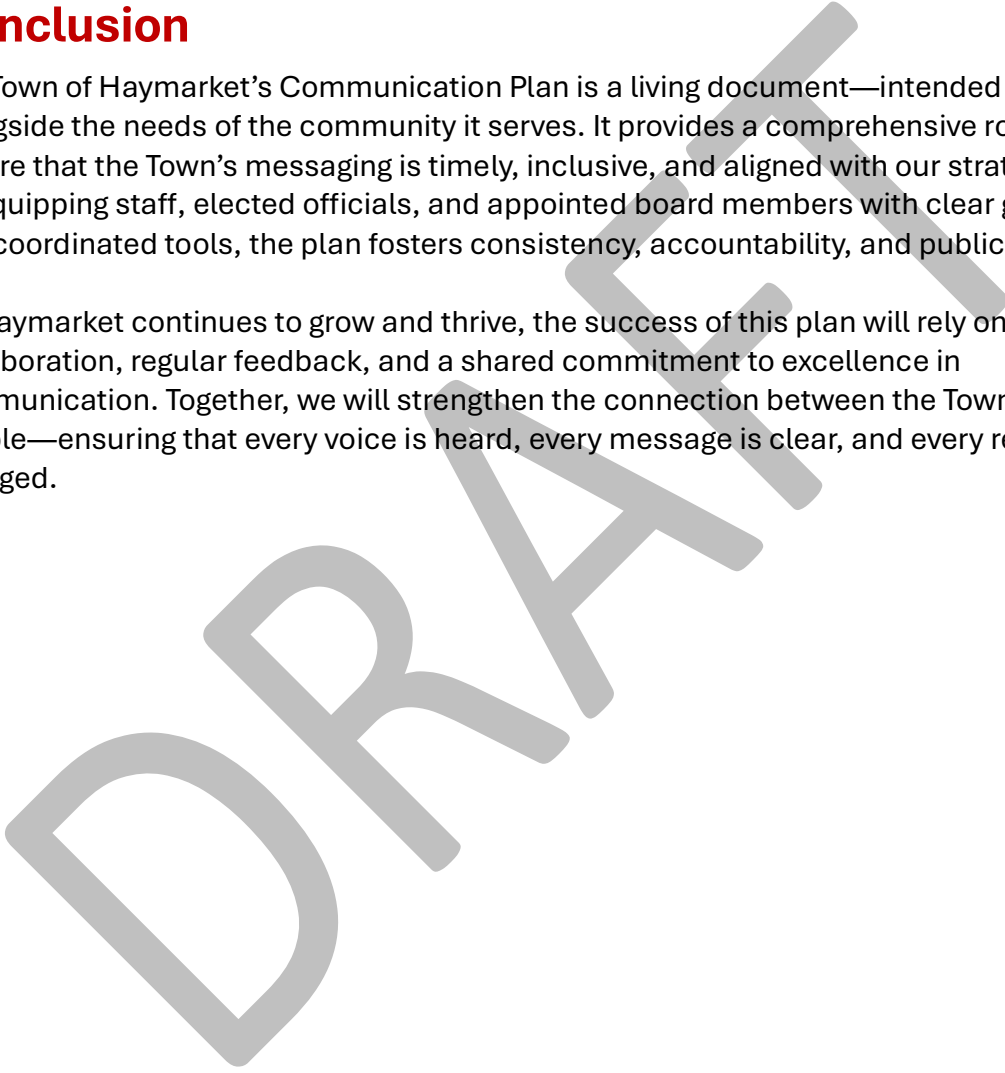 nclusion
Town of Haymarket’s Communication Plan is a living document—intended
gside the needs of the community it serves. It provides a comprehensive ro
re that the Town’s messaging is timely, inclusive, and aligned with our strat
quipping staff, elected officials, and appointed board members with clear g
coordinated tools, the plan fosters consistency, accountability, and public
aymarket continues to grow and thrive, the success of this plan will rely on
boration, regular feedback, and a shared commitment to excellence in
munication. Together, we will strengthen the connection between the Town
le—ensuring that every voice is heard, every message is clear, and every re
ged.
DRAFT